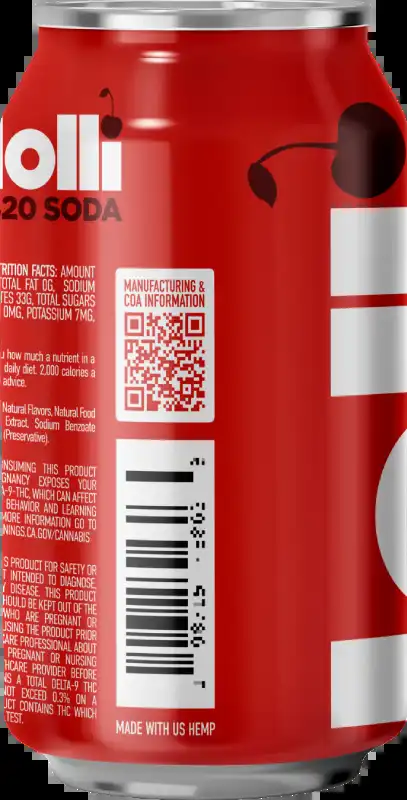 lolli
420 SODA
TRITION FACTS: AMOUNT
TOTAL FAT 0G, SODIUM
TES 33G, TOTAL SUGARS
0MG, POTASSIUM 7MG,
u how much a nutrient in a
daily diet. 2,000 calories a
advice.
Natural Flavors, Natural Food
Extract, Sodium Benzoate
(Preservative).
NSUMING THIS PRODUCT
GNANCY EXPOSES YOUR
A-9-THC, WHICH CAN AFFECT
BEHAVIOR AND LEARNING
MORE INFORMATION GO TO
NINGS.CA.GOV/CANNABIS
S PRODUCT FOR SAFETY OR
T INTENDED TO DIAGNOSE,
Y DISEASE. THIS PRODUCT
HOULD BE KEPT OUT OF THE
WHO ARE PREGNANT OR
USING THE PRODUCT PRIOR
CARE PROFESSIONAL ABOUT
PREGNANT OR NURSING
THCARE PROVIDER BEFORE
NS A TOTAL DELTA-9 THC
NOT EXCEED 0.3% ON A
UCT CONTAINS THC WHICH
TEST.
MANUFACTURING &
COA INFORMATION
MADE WITH US HEMP